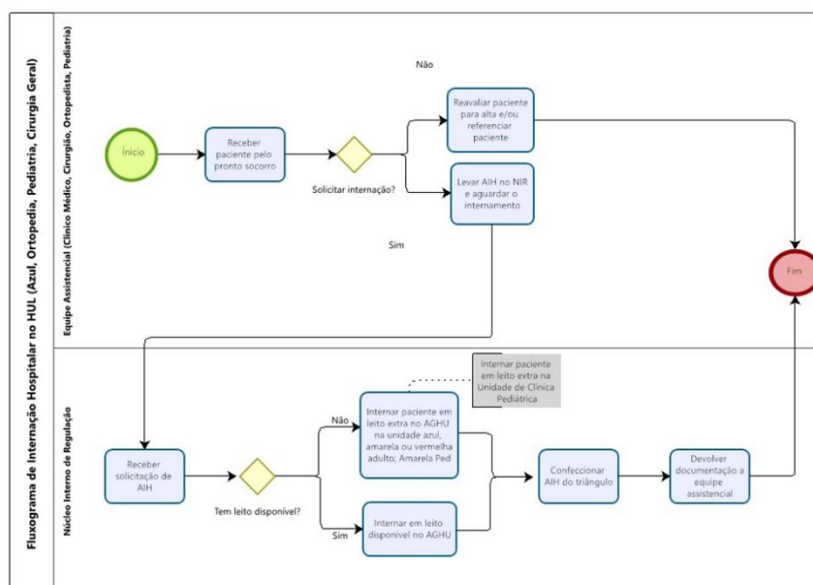 Fluxograma de Internação Hospitalar no HUL (Azul, Ortopedia, Pediatria, Cirurgia Geral)
Equipe Assistencial (Clínico Médico, Cirurgião, Ortopedista, Pediatria)
Ínicio
Receber
paciente pelo
pronto socorro
Solicitar internação?
Não
Reavaliar paciente
para alta e/ou
referenciar
paciente
Sim
Levar AIH no NIR
e aguardar o
internamento
Fim
Núcleo Interno de Regulação
Receber
solicitação de
AIH
Tem leito disponível?
Não
Internar paciente em
leito extra no AGHU
na unidade azul,
amarela ou vermelha
adulto; Amarela Ped
Internar paciente
em leito extra na
Unidade de Clínica
Pediátrica
Sim
Internar em leito
disponível no AGHU
Confeccionar
AIH do triângulo
Devolver
documentação a
equipe
assistencial